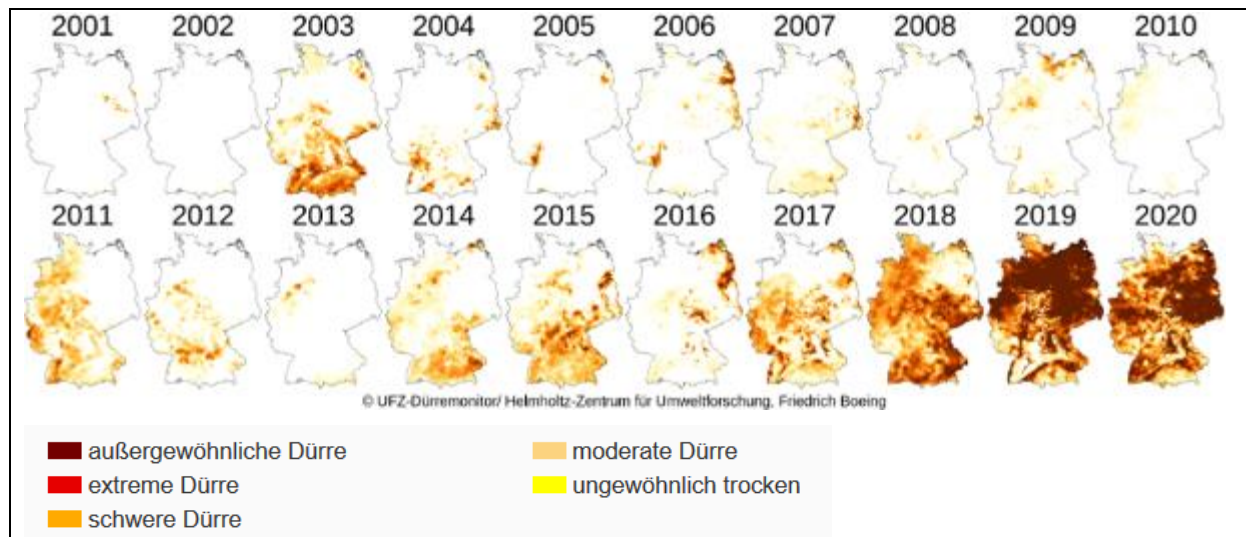 2001 2002 2003 2004 2005 2006 2007 2008 2009 2010
2011 2012 2013 2014 2015 2016 2017 2018 2019 2020
© UFZ-Dürremonitor/ Helmholtz-Zentrum für Umweltforschung, Friedrich Boeing
außergewöhnliche Dürre moderate Dürre
extreme Dürre ungewöhnlich trocken
schwere Dürre